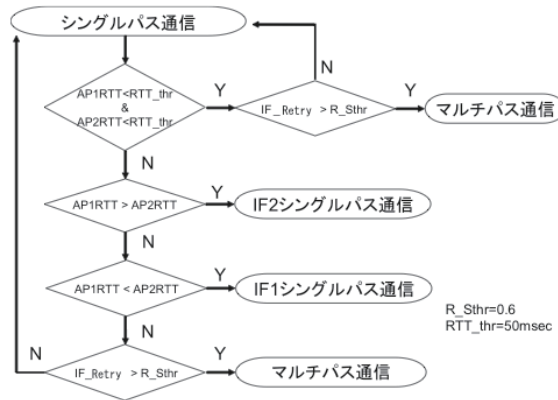 シングルパス通信
N
AP1RTT<RTT_thr
&
AP2RTT<RTT_thr
Y
IF_Retry > R_Sthr
Y
マルチパス通信
N
AP1RTT > AP2RTT
Y
IF2シングルパス通信
N
AP1RTT < AP2RTT
Y
IF1シングルパス通信
R_Sthr=0.6
RTT_thr=50msec
N
N
IF_Retry > R_Sthr
Y
マルチパス通信